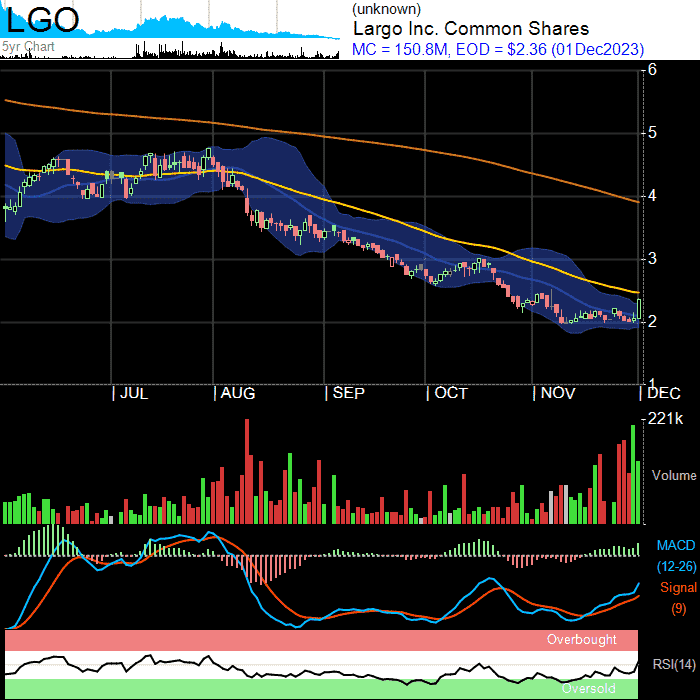 LGO
5yr Chart
(unknown)
Largo Inc. Common Shares
MC = 150.8M, EOD = $2.36 (01Dec2023)
6
5
4
3
2
1
JUL AUG SEP OCT NOV DEC
221k
Volume
MACD
(12-26)
Signal
(9)
Overbought
RSI(14)
Oversold